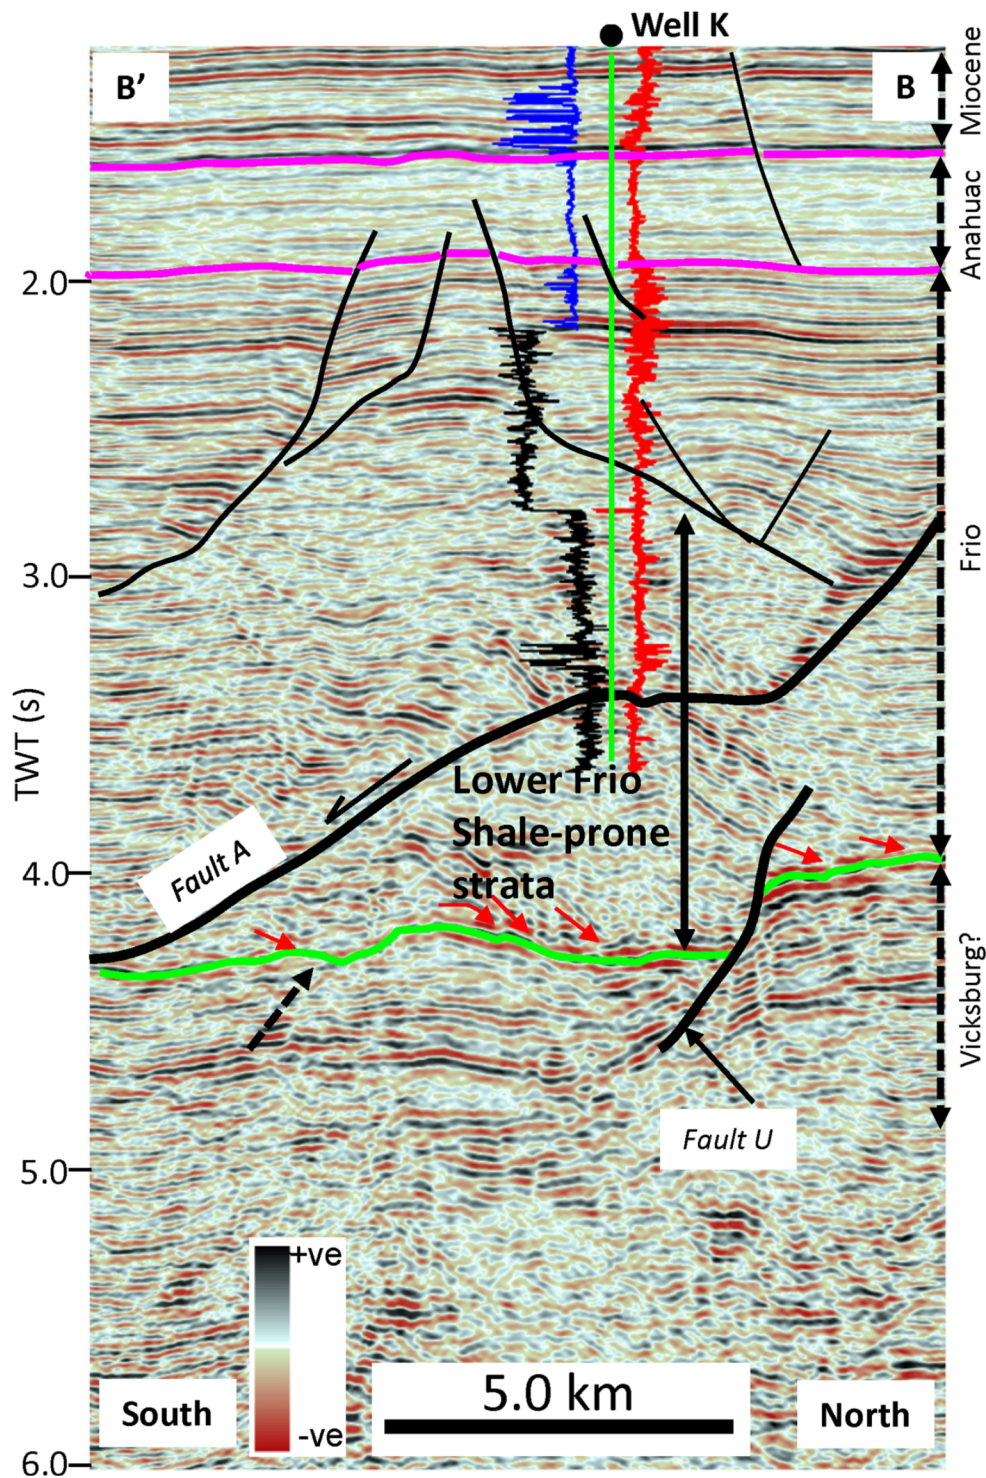 Well K
B’
B
Miocene
Anahuac
2.0
Frio
3.0
TWT (s)
Lower Frio
Shale-prone
strata
Fault A
4.0
Vicksburg?
Fault U
5.0
+ve
-ve
5.0 km
South
North
6.0